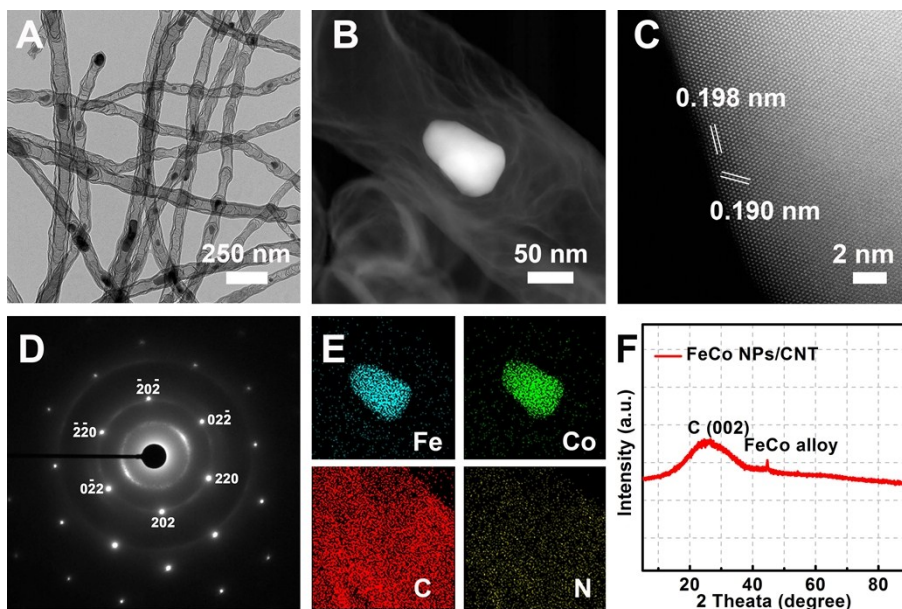 A
250 nm
B
50 nm
C
0.198 nm
0.190 nm
2 nm
D
2̄02̄
022̄
2̄2̄0
220
02̄2
202
E
Fe
Co
C
N
F
FeCo NPs/CNT
C (002)
FeCo alloy
Intensity (a.u.)
20 40 60 80
2 Theata (degree)